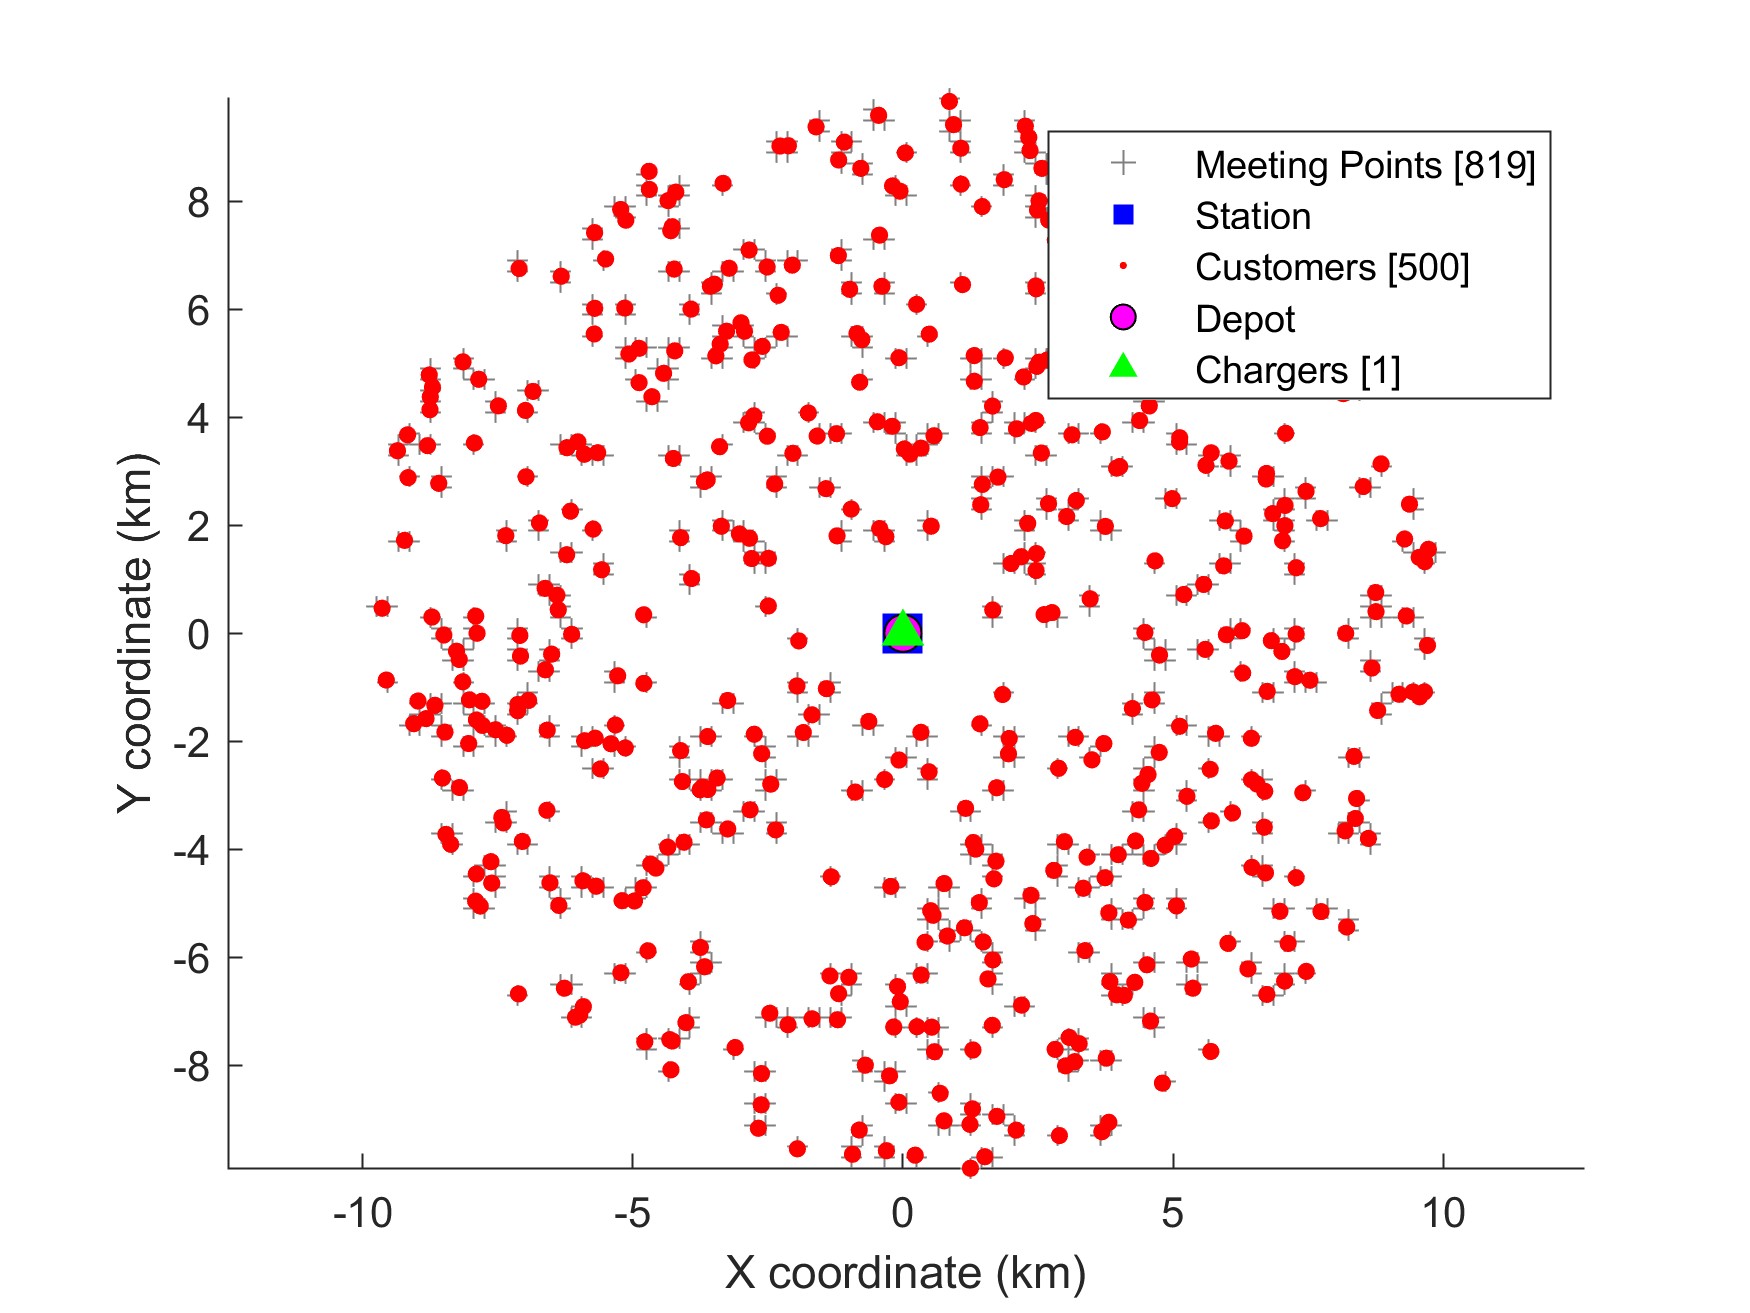 Meeting Points [819]
Station
Customers [500]
Depot
Chargers [1]
Y coordinate (km)
8
6
4
2
0
-2
-4
-6
-8
-10
-5
0
5
10
X coordinate (km)